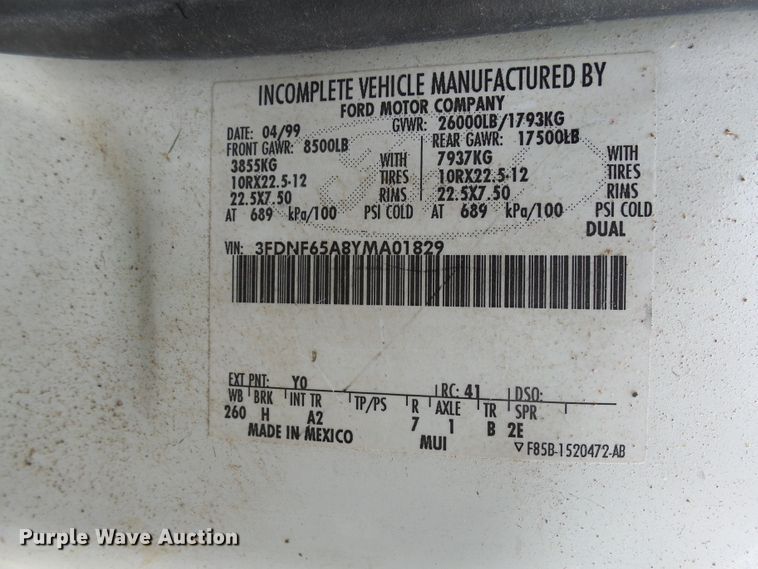 INCOMPLETE VEHICLE MANUFACTURED BY
FORD MOTOR COMPANY
DATE: 04/99 GVWR: 26000LB/1793KG
FRONT GAWR: 8500LB REAR GAWR: 17500LB
3855KG WITH 7937KG WITH
10RX22.5-12 TIRES 10RX22.5-12 TIRES
22.5X7.50 RIMS 22.5X7.50 RIMS
AT 689 kPa/100 PSI COLD AT 689 kPa/100 PSI COLD
DUAL
VIN: 3FDNF65A8YMA01829
EXT PNT: YO RC: 41 DSO:
WB BRK INT TR TP/PS R AXLE TR SPR
260 H A2 7 1 B 2E
MADE IN MEXICO MUI ▽ F85B-1520472-AB
Purple Wave Auction